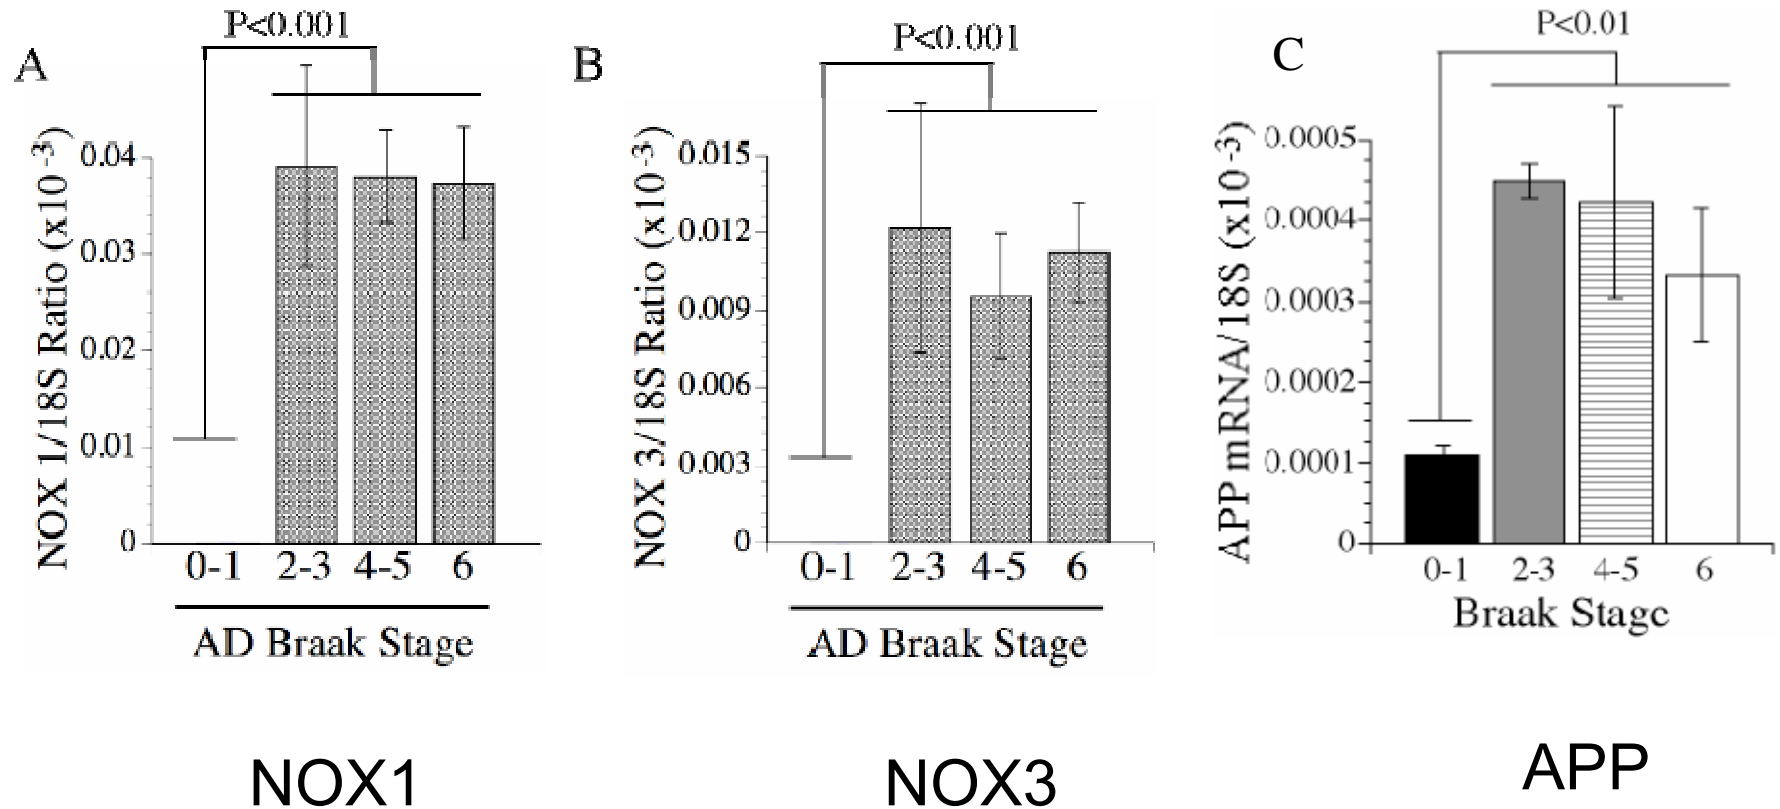 A
P<0.001
NOX 1/18S Ratio (x10 -3)
0.04
0.03
0.02
0.01
0
0-1 2-3 4-5 6
AD Braak Stage
NOX1
B
P<0.001
NOX 3/18S Ratio (x10 -3)
0.015
0.012
0.009
0.006
0.003
0
0-1 2-3 4-5 6
AD Braak Stage
NOX3
C
P<0.01
APP mRNA/18S (x10 -3)
0.0005
0.0004
0.0003
0.0002
0.0001
0
0-1 2-3 4-5 6
Braak Stage
APP